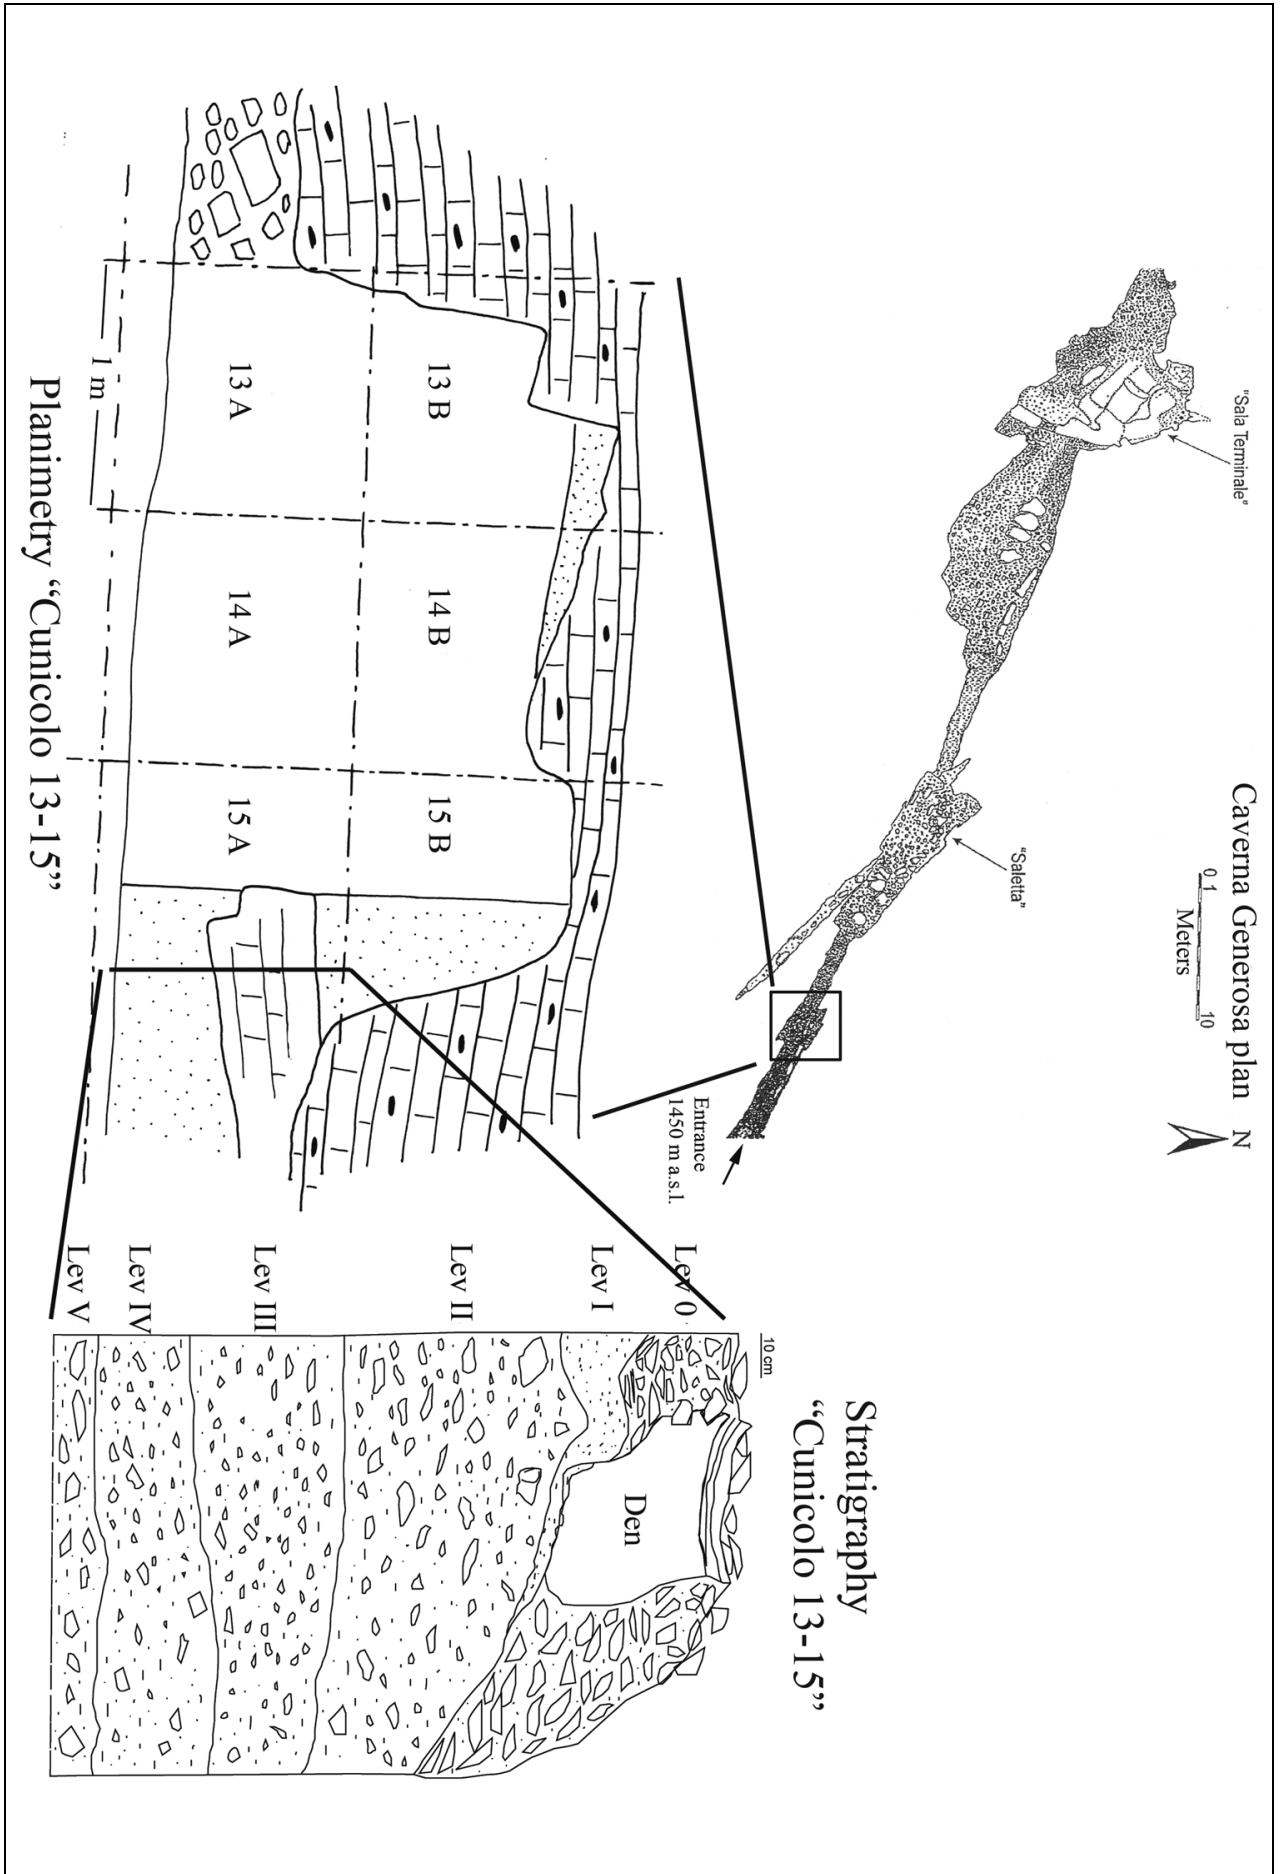 Caverna Generosa plan
N
0 1 10
Meters
"Sala Terminale"
"Saletta"
Entrance
1450 m a.s.l.
Stratigraphy
“Cunicolo 13-15”
10 cm
Lev 0
Lev I
Lev II
Lev III
Lev IV
Lev V
Den
13 B
14 B
15 B
13 A
14 A
15 A
1 m
Planimetry “Cunicolo 13-15”